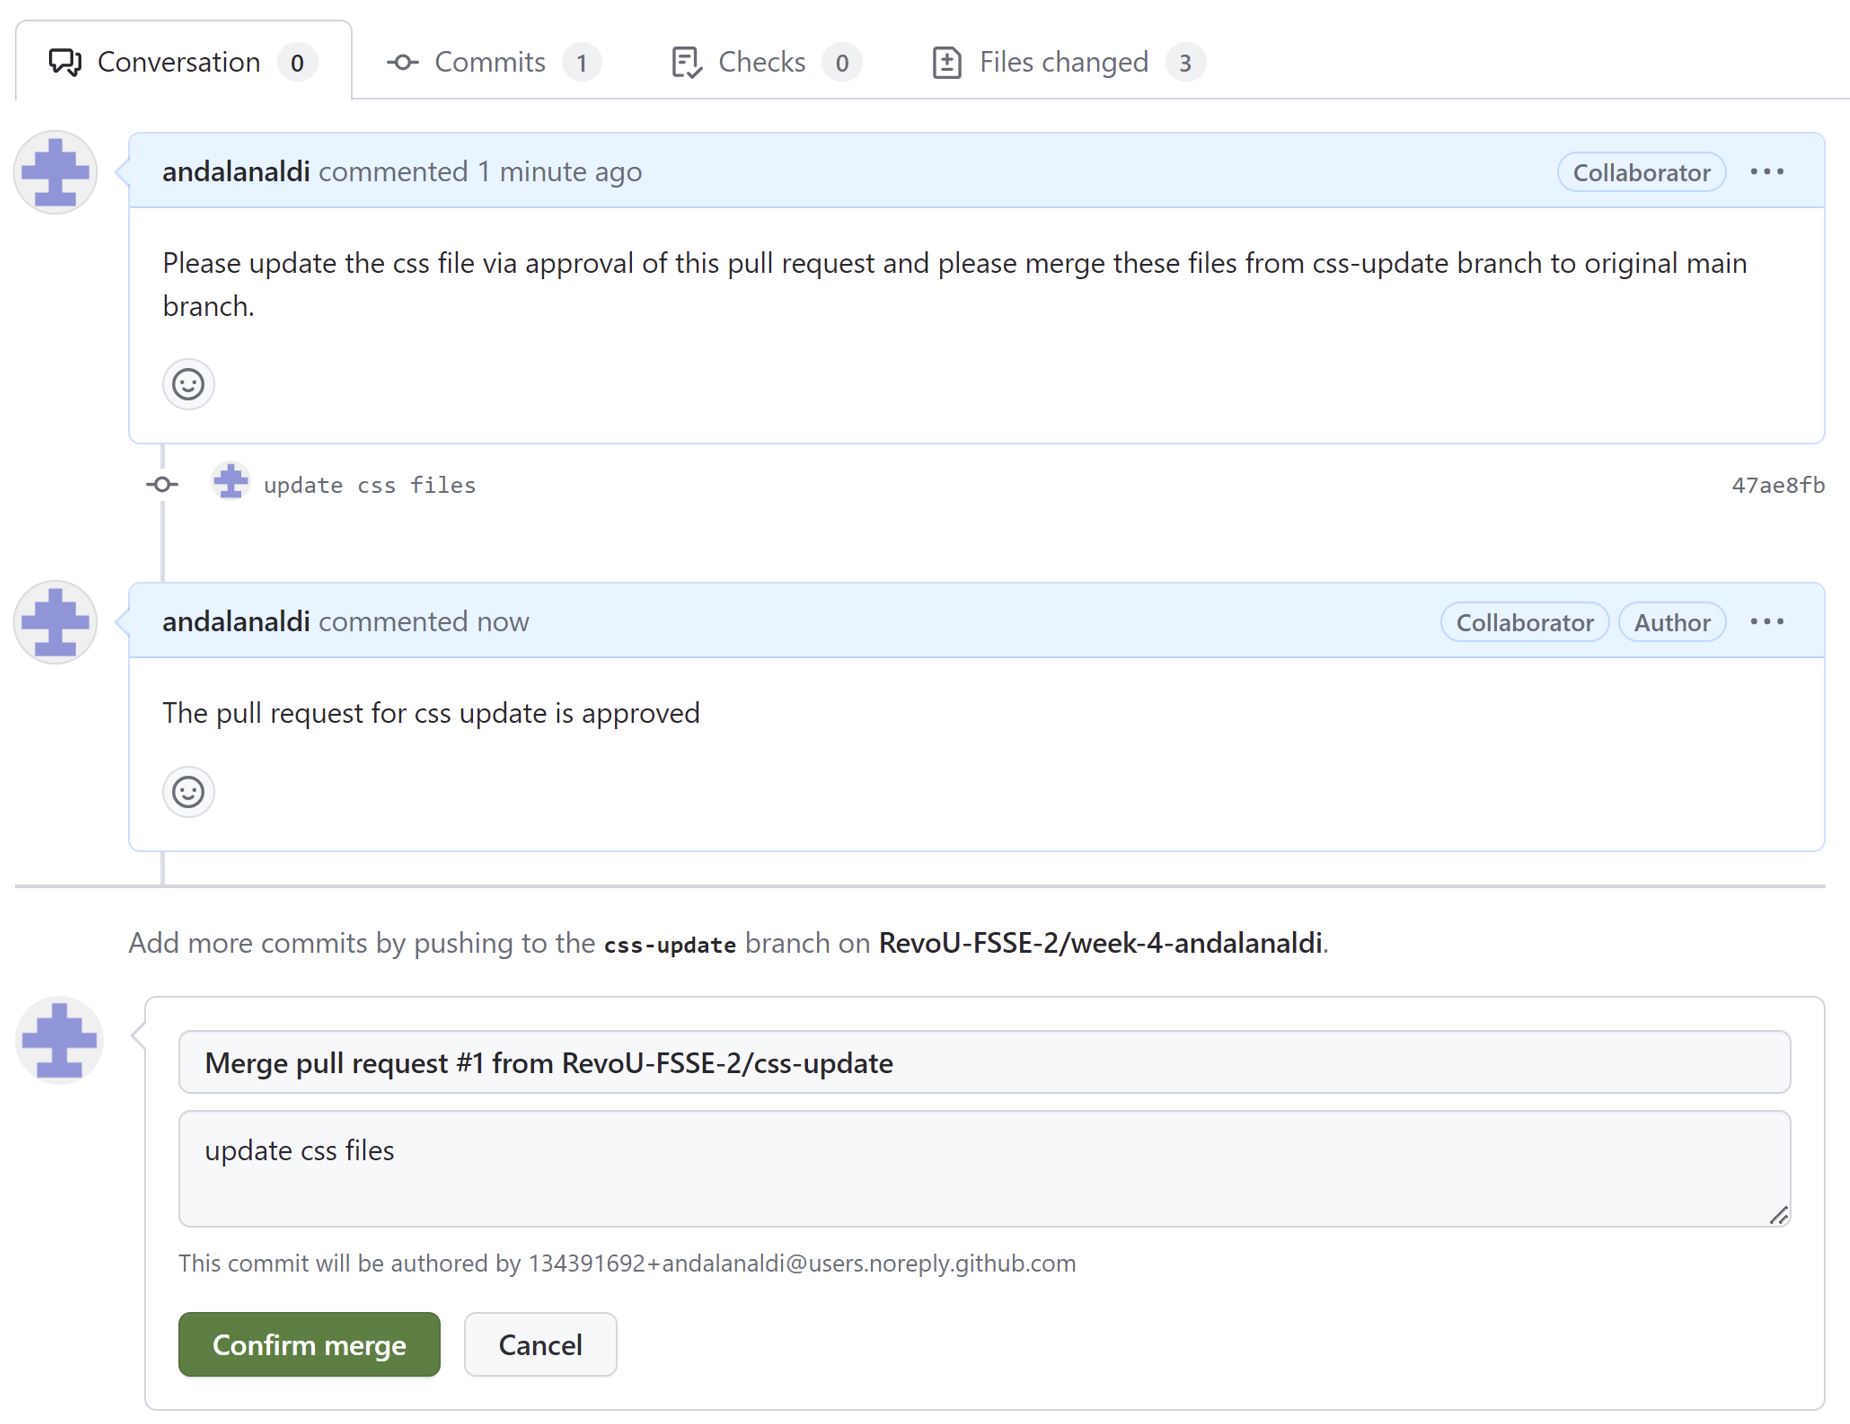 Conversation 0 Commits 1 Checks 0 Files changed 3
andalanaldi commented 1 minute ago Collaborator
Please update the css file via approval of this pull request and please merge these files from css-update branch to original main
branch.
update css files 47ae8fb
andalanaldi commented now Collaborator Author
The pull request for css update is approved
Add more commits by pushing to the css-update branch on RevoU-FSSE-2/week-4-andalanaldi.
Merge pull request #1 from RevoU-FSSE-2/css-update
update css files
This commit will be authored by 134391692+andalanaldi@users.noreply.github.com
Confirm merge Cancel